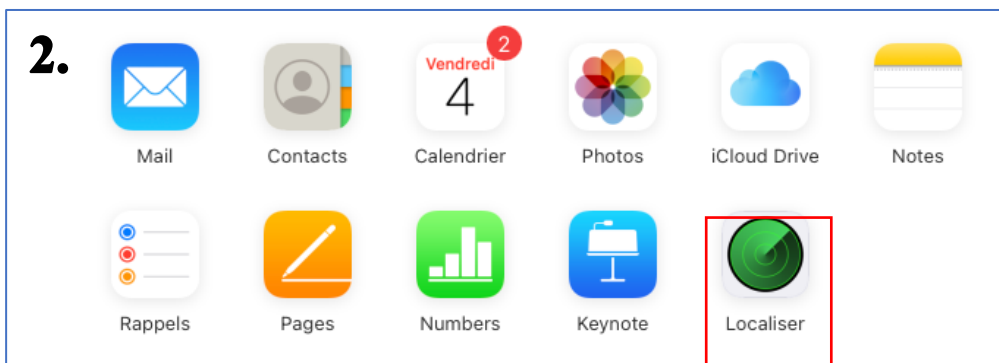 2.
2
Vendredi
4
Mail Contacts Calendrier Photos iCloud Drive Notes
Rappels Pages Numbers Keynote Localiser